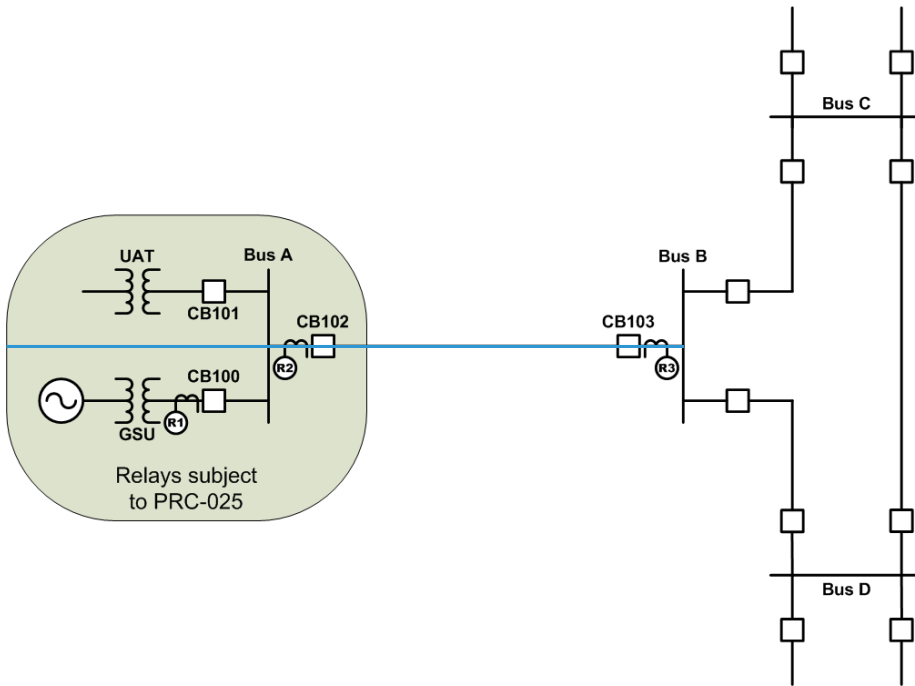 Bus C
UAT
Bus A
Bus B
CB101
CB102
CB103
R2
R3
CB100
R1
GSU
Relays subject
to PRC-025
Bus D